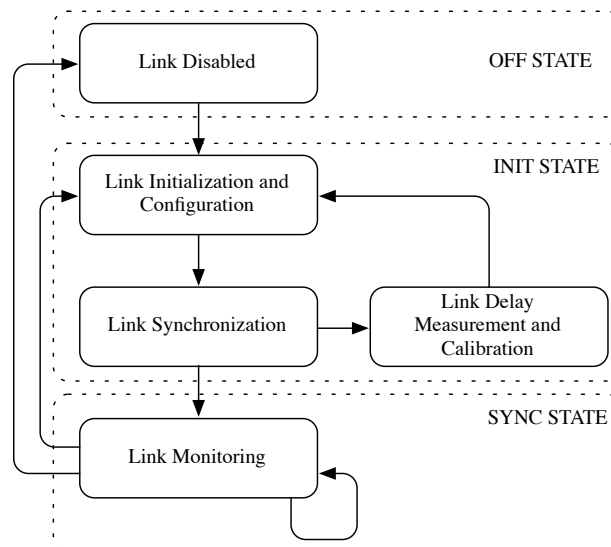 Link Disabled
OFF STATE
INIT STATE
Link Initialization and
Configuration
Link Synchronization
Link Delay
Measurement and
Calibration
SYNC STATE
Link Monitoring